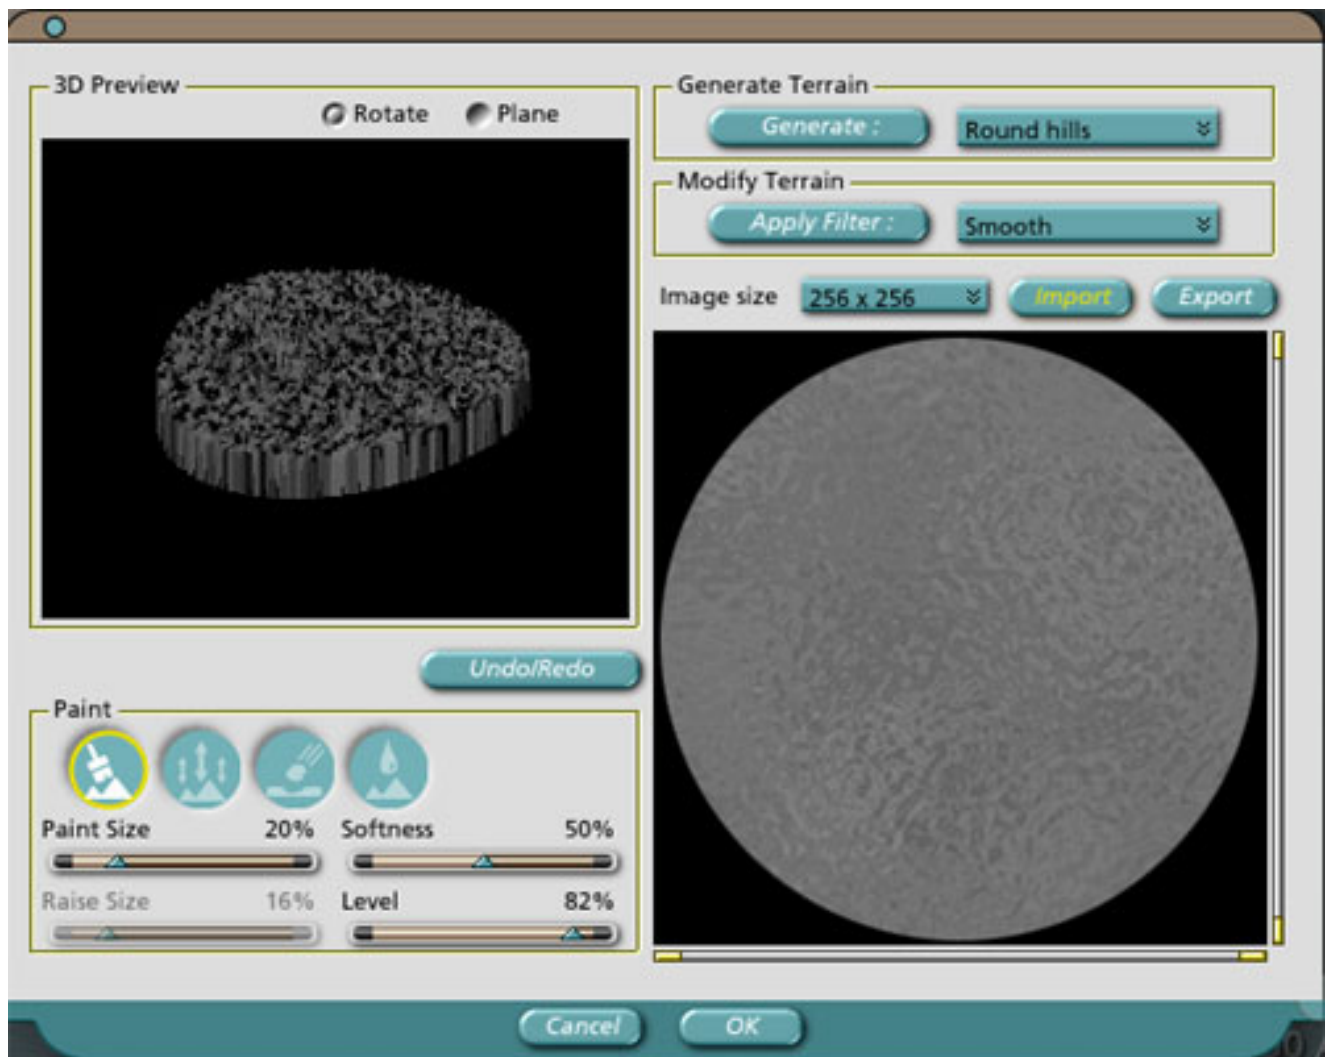 3D Preview
Rotate
Plane
Generate Terrain
Generate :
Round hills
Modify Terrain
Apply Filter :
Smooth
Image size
256 x 256
Import
Export
Undo/Redo
Paint
Paint Size
20%
Softness
50%
Raise Size
16%
Level
82%
Cancel
OK